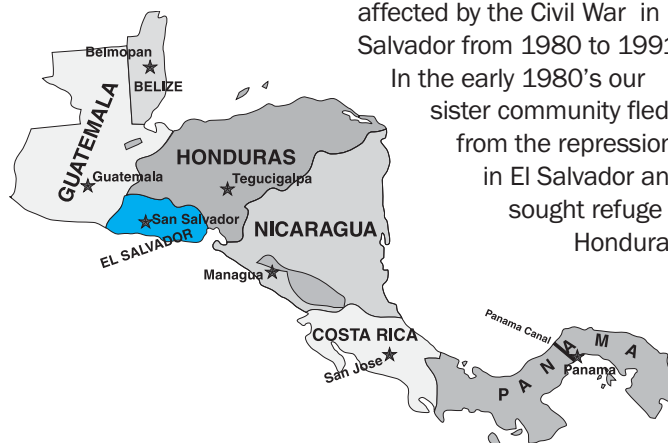 affected by the Civil War in
Salvador from 1980 to 1991
In the early 1980's our
sister community fled
from the repression
in El Salvador an
sought refuge
Hondura
Belmopan
BELIZE
GUATEMALA
Guatemala
HONDURAS
Tegucigalpa
San Salvador
EL SALVADOR
NICARAGUA
Managua
COSTA RICA
San Jose
Panama Canal
PANAMA
Panama